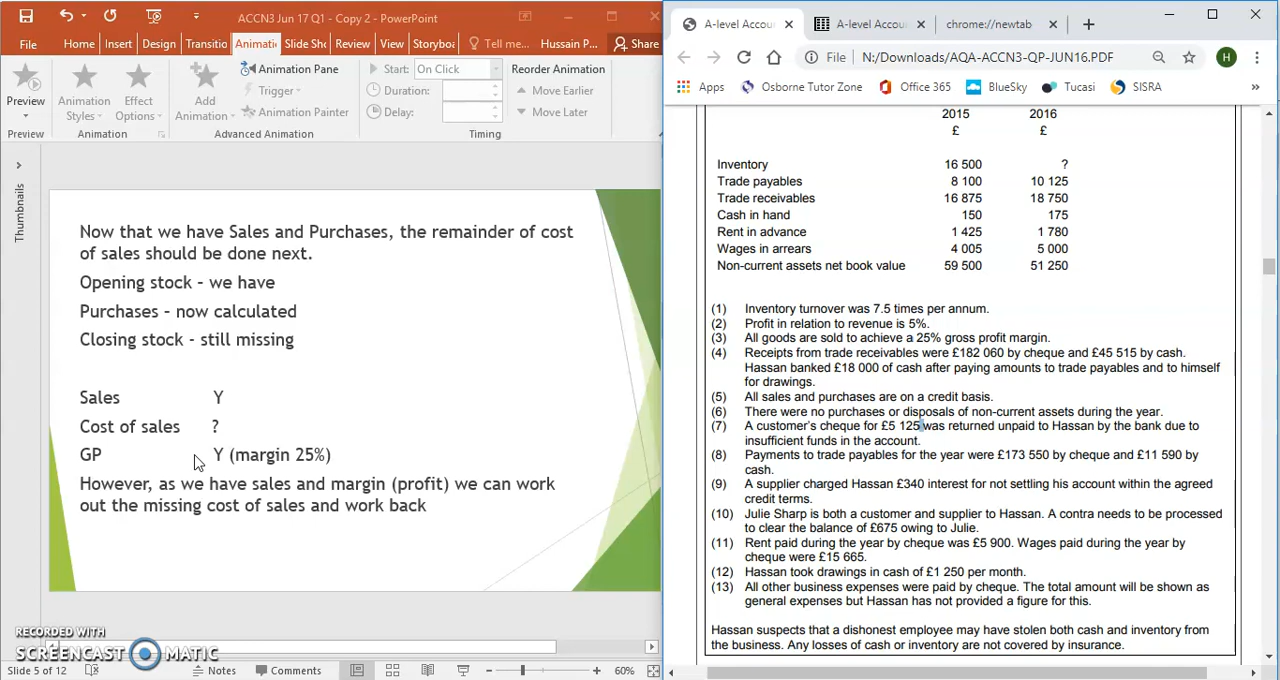 ACCN3 Jun 17 Q1 - Copy 2 - PowerPoint
File Home Insert Design Transitio Animatio Slide Sho Review View Storyboa Tell me... Hussain P... Share
Preview
Animation Styles
Effect Options
Add Animation
Animation Pane
Trigger
Animation Painter
Start: On Click
Duration:
Delay:
Reorder Animation
Move Earlier
Move Later
Preview Animation Advanced Animation Timing
Thumbnails
Now that we have Sales and Purchases, the remainder of cost
of sales should be done next.
Opening stock – we have
Purchases – now calculated
Closing stock - still missing
Sales Y
Cost of sales ?
GP Y (margin 25%)
However, as we have sales and margin (profit) we can work
out the missing cost of sales and work back
RECORDED WITH
SCREENCAST MATIC
Slide 5 of 12 Notes Comments 60%
A-level Accou A-level Accou chrome://newtab
File N:/Downloads/AQA-ACCN3-QP-JUN16.PDF H
Apps Osborne Tutor Zone Office 365 BlueSky Tucasi SISRA »
2015 2016
£ £
Inventory 16 500 ?
Trade payables 8 100 10 125
Trade receivables 16 875 18 750
Cash in hand 150 175
Rent in advance 1 425 1 780
Wages in arrears 4 005 5 000
Non-current assets net book value 59 500 51 250
(1) Inventory turnover was 7.5 times per annum.
(2) Profit in relation to revenue is 5%.
(3) All goods are sold to achieve a 25% gross profit margin.
(4) Receipts from trade receivables were £182 060 by cheque and £45 515 by cash.
Hassan banked £18 000 of cash after paying amounts to trade payables and to himself
for drawings.
(5) All sales and purchases are on a credit basis.
(6) There were no purchases or disposals of non-current assets during the year.
(7) A customer's cheque for £5 125 was returned unpaid to Hassan by the bank due to
insufficient funds in the account.
(8) Payments to trade payables for the year were £173 550 by cheque and £11 590 by
cash.
(9) A supplier charged Hassan £340 interest for not settling his account within the agreed
credit terms.
(10) Julie Sharp is both a customer and supplier to Hassan. A contra needs to be processed
to clear the balance of £675 owing to Julie.
(11) Rent paid during the year by cheque was £5 900. Wages paid during the year by
cheque were £15 665.
(12) Hassan took drawings in cash of £1 250 per month.
(13) All other business expenses were paid by cheque. The total amount will be shown as
general expenses but Hassan has not provided a figure for this.
Hassan suspects that a dishonest employee may have stolen both cash and inventory from
the business. Any losses of cash or inventory are not covered by insurance.